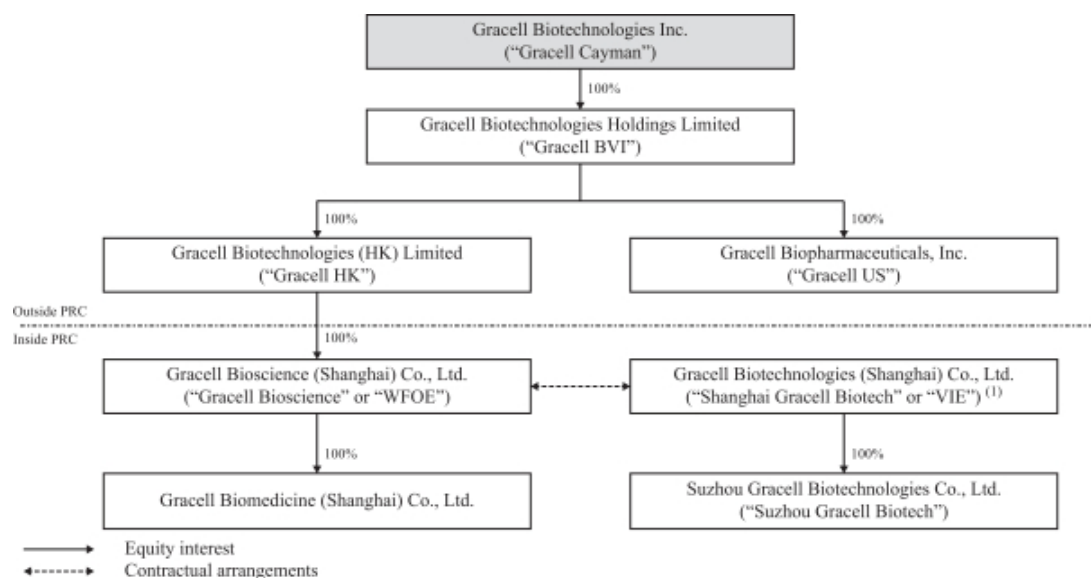 Gracell Biotechnologies Inc.
(“Gracell Cayman”)
100%
Gracell Biotechnologies Holdings Limited
(“Gracell BVI”)
100%
100%
Gracell Biotechnologies (HK) Limited
(“Gracell HK”)
Gracell Biopharmaceuticals, Inc.
(“Gracell US”)
Outside PRC
Inside PRC
100%
Gracell Bioscience (Shanghai) Co., Ltd.
(“Gracell Bioscience” or “WFOE”)
Gracell Biotechnologies (Shanghai) Co., Ltd.
(“Shanghai Gracell Biotech” or “VIE”) (1)
100%
100%
Gracell Biomedicine (Shanghai) Co., Ltd.
Suzhou Gracell Biotechnologies Co., Ltd.
(“Suzhou Gracell Biotech”)
Equity interest
Contractual arrangements